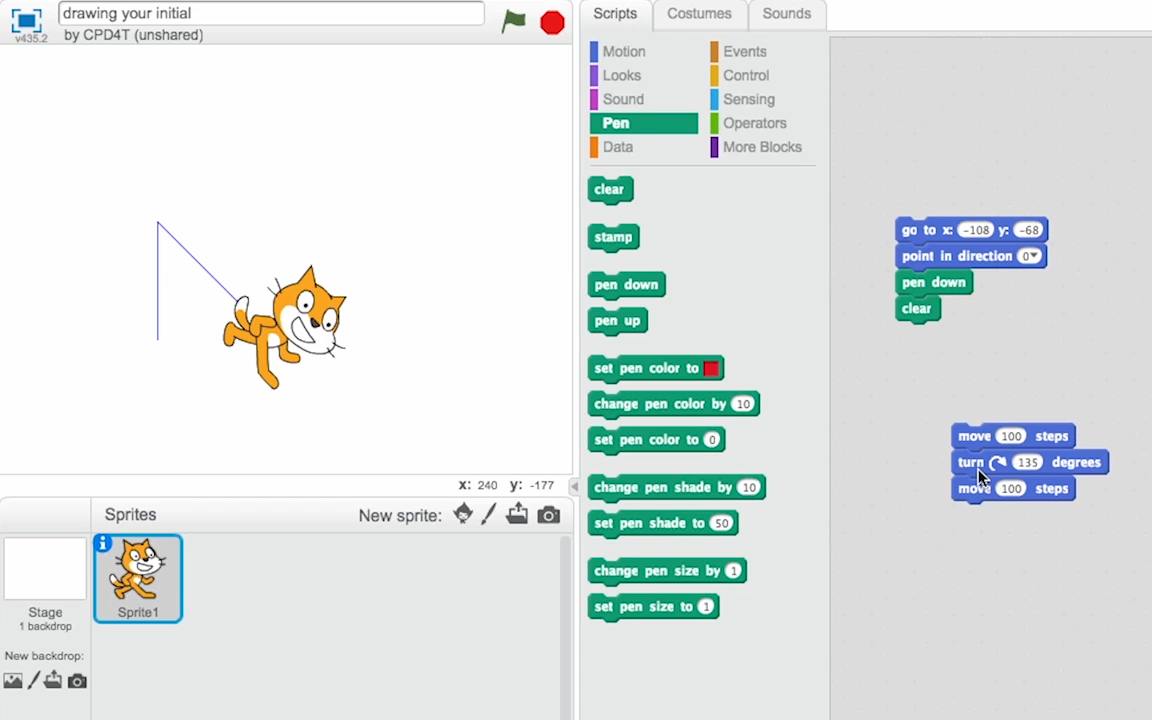 drawing your initial
v435.2
by CPD4T (unshared)
Scripts
Costumes
Sounds
Motion
Events
Looks
Control
Sound
Sensing
Pen
Operators
Data
More Blocks
clear
stamp
pen down
pen up
set pen color to
change pen color by 10
set pen color to 0
change pen shade by 10
set pen shade to 50
change pen size by 1
set pen size to 1
go to x: -108 y: -68
point in direction 0
pen down
clear
move 100 steps
turn 135 degrees
move 100 steps
x: 240 y: -177
Sprites
New sprite:
Sprite1
Stage
1 backdrop
New backdrop: